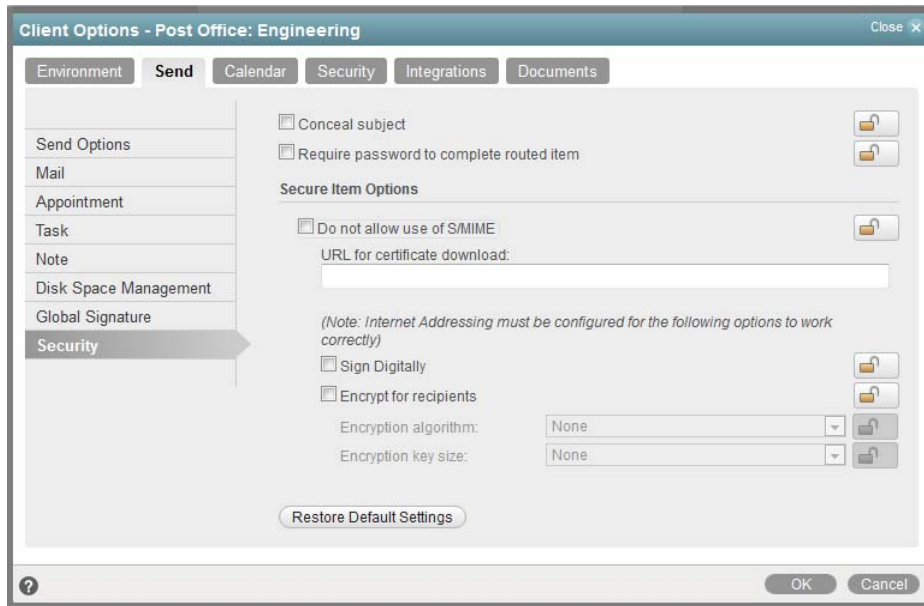 Client Options - Post Office: Engineering
Close
Environment
Send
Calendar
Security
Integrations
Documents
Send Options
Mail
Appointment
Task
Note
Disk Space Management
Global Signature
Security
Conceal subject
Require password to complete routed item
Secure Item Options
Do not allow use of S/MIME
URL for certificate download:
(Note: Internet Addressing must be configured for the following options to work
correctly)
Sign Digitally
Encrypt for recipients
Encryption algorithm:
None
Encryption key size:
None
Restore Default Settings
?
OK
Cancel